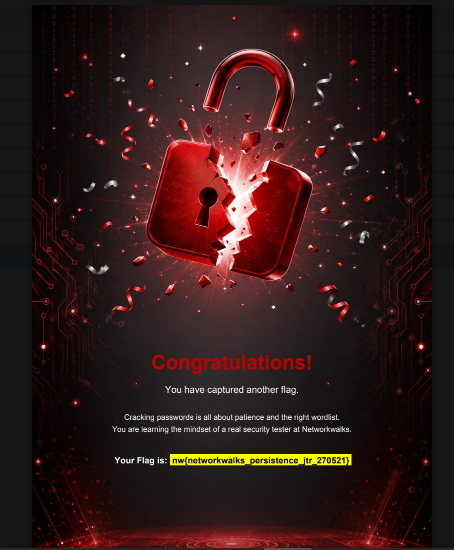 Congratulations!
You have captured another flag.
Cracking passwords is all about patience and the right wordlist.
You are learning the mindset of a real security tester at Networkwalks.
Your Flag is: nw{networkwalks_persistence_jtr_270521}